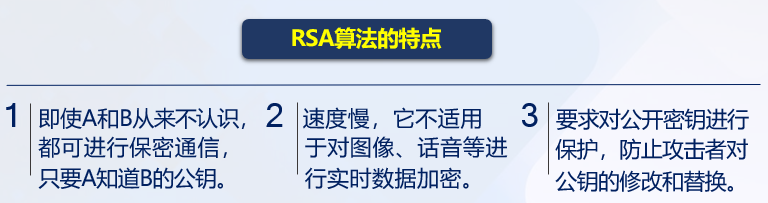 RSA算法的特点
1
即使A和B从来不认识，
都可进行保密通信，
只要A知道B的公钥。
2
速度慢，它不适用
于对图像、话音等进
行实时数据加密。
3
要求对公开密钥进行
保护，防止攻击者对
公钥的修改和替换。